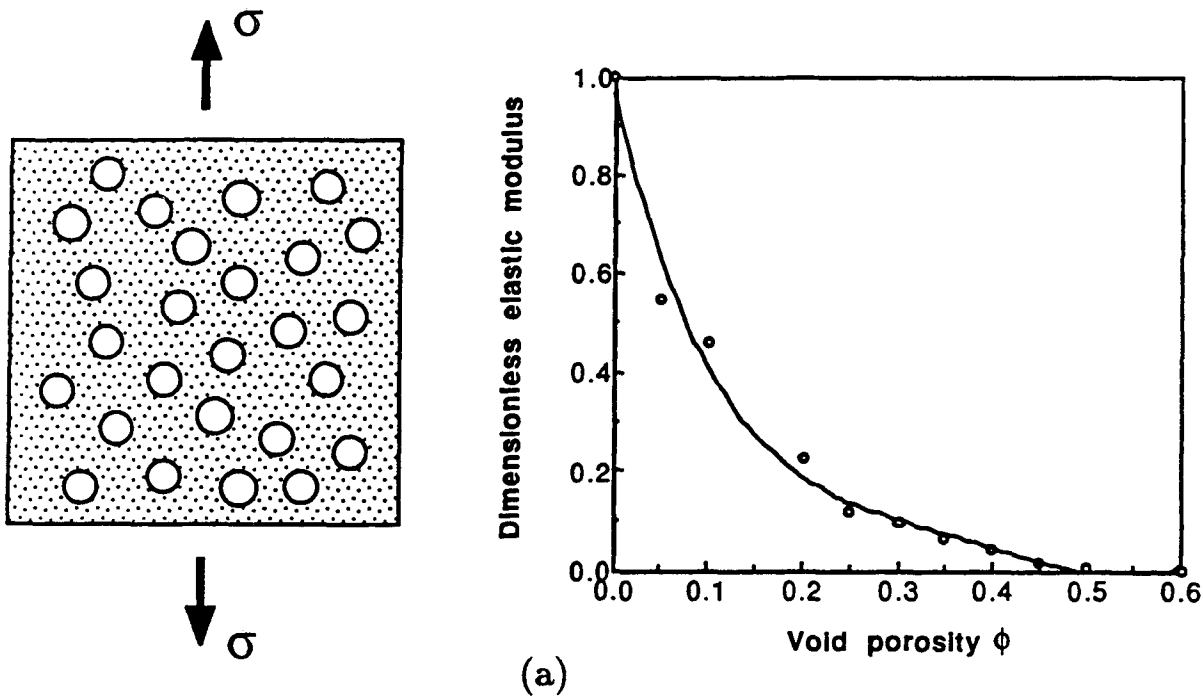 σ
σ
Dimensionless elastic modulus
1.0
0.8
0.6
0.4
0.2
0.0
0.0 0.1 0.2 0.3 0.4 0.5 0.6
Void porosity ϕ
(a)